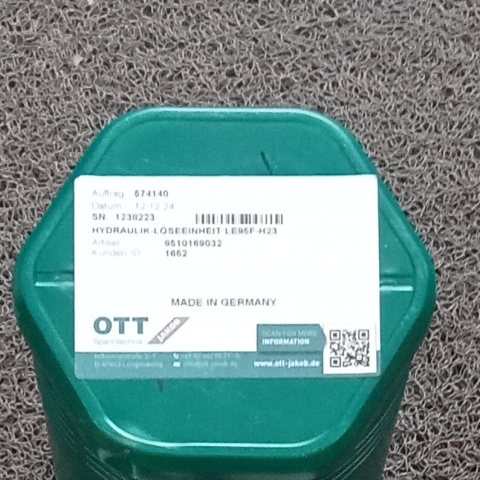 Auftrag: 674140
Datum: 12.12.24
SN: 1238223
HYDRAULIK-LÖSEEINHEIT LE95F-H23
Artikel: 9510169032
Kunden ID: 1652
MADE IN GERMANY
OTT
JAKOB
Spanntechnik
SCAN FOR MORE
INFORMATION
www.ott-jakob.de